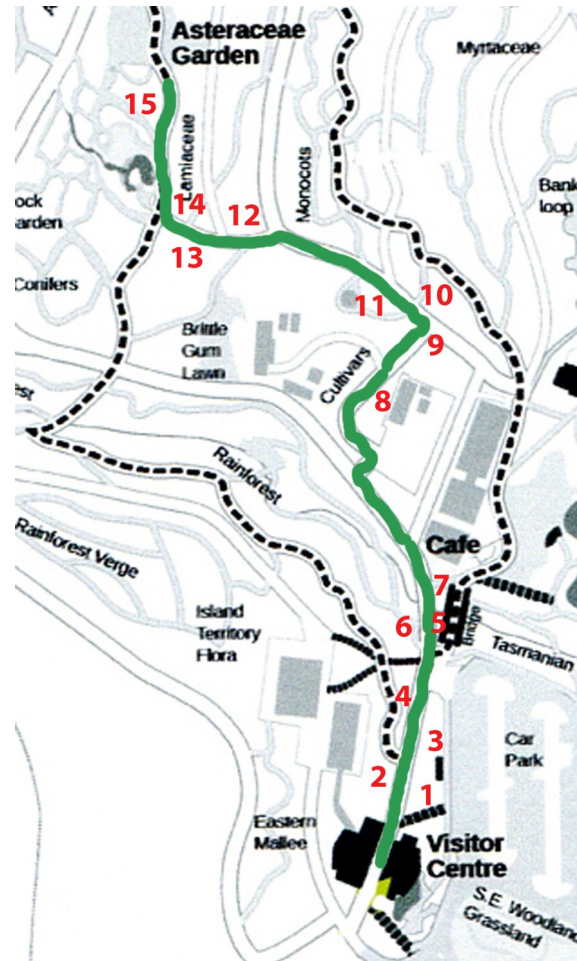 Asteraceae
Garden
Myrtaceae
15
Lamiaceae
Monocots
14
12
13
ock
arden
Conifers
Bank
loop
10
11
9
Brittle
Gum
Lawn
Cultivars
8
est
Rainforest
Rainforest Verge
Cafe
7
Island
Territory
Flora
6
5
Bridge
Tasmanian
4
3
Car
Park
2
1
Eastern
Mallee
Visitor
Centre
S.E. Woodland
Grassland